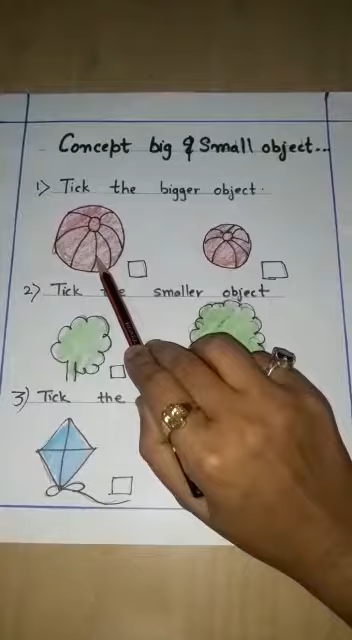 Concept big & Small object...
1) Tick the bigger object.
2) Tick the smaller object
3) Tick the